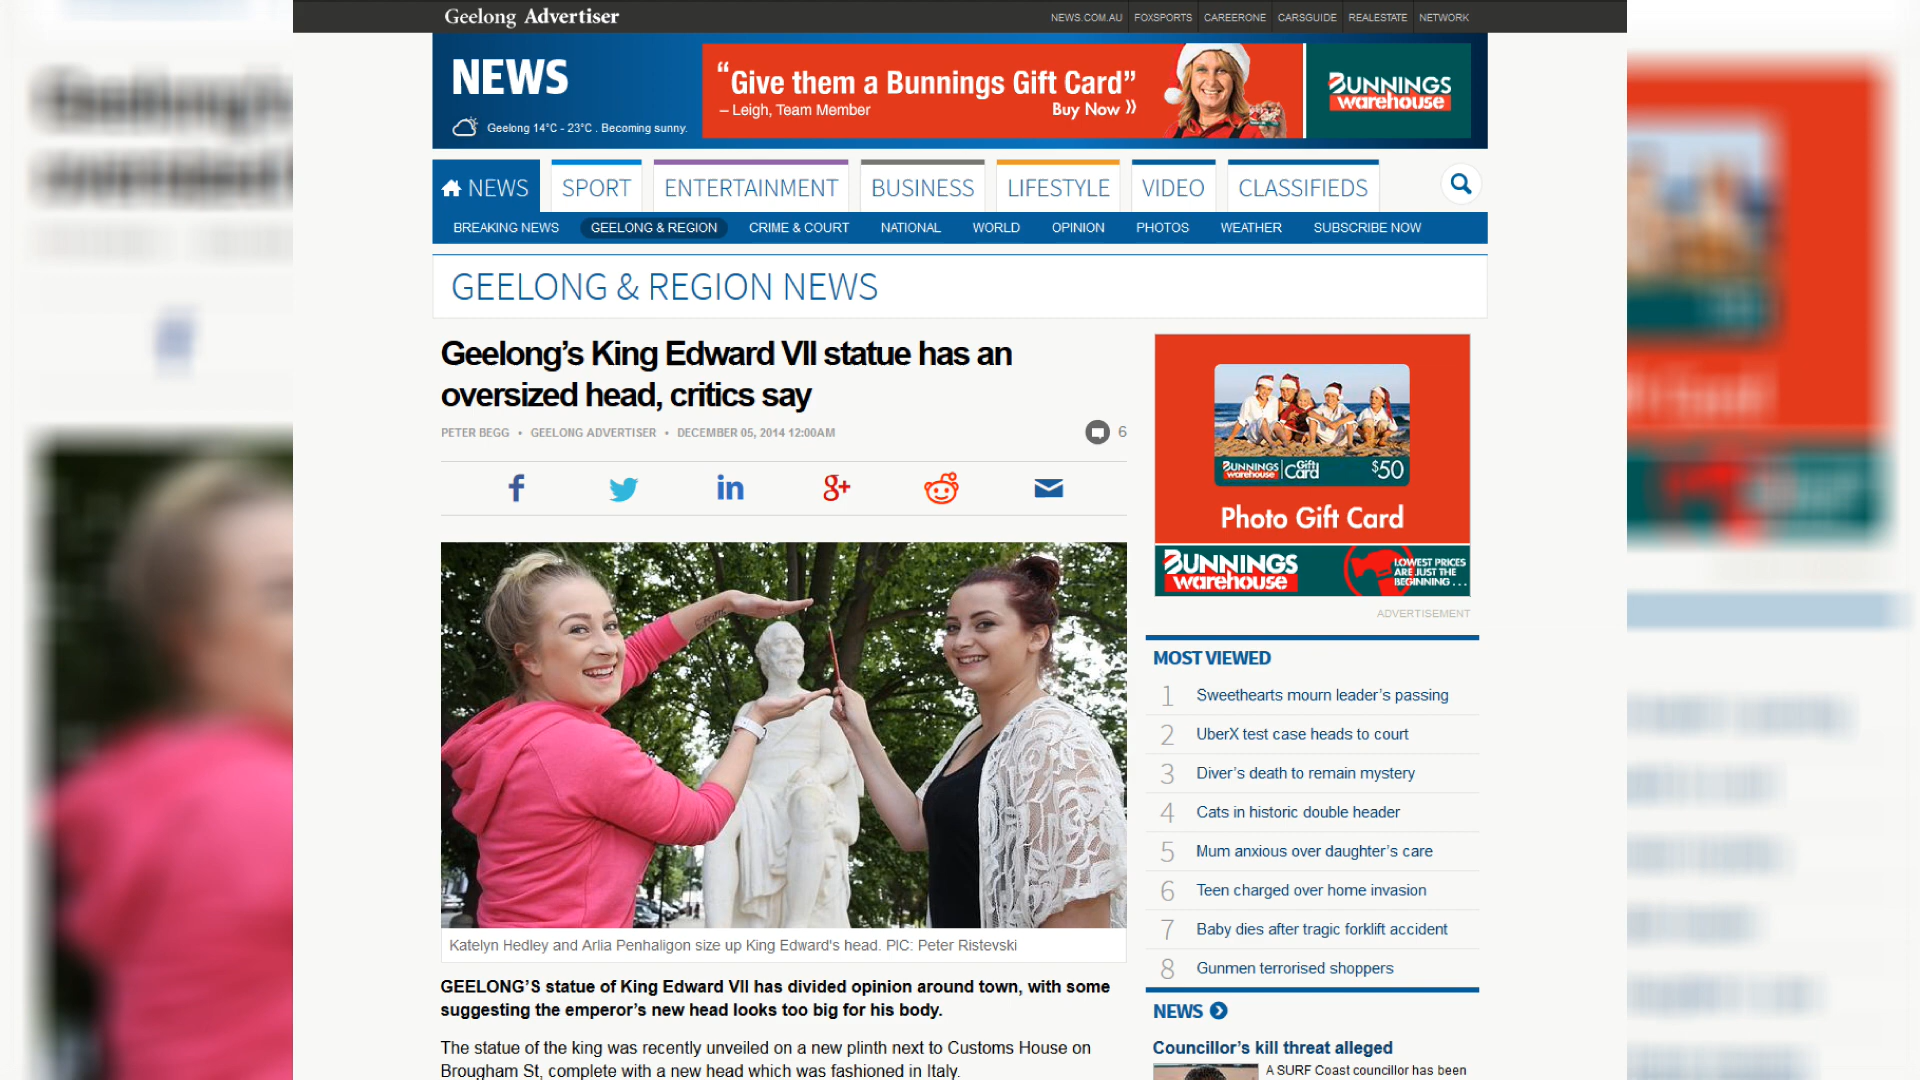 Geelong Advertiser
NEWS.COM.AU FOXSPORTS CAREERONE CARSGUIDE REALESTATE NETWORK
NEWS
Geelong 14°C - 23°C . Becoming sunny.
“Give them a Bunnings Gift Card”
– Leigh, Team Member
Buy Now »
BUNNINGS
warehouse
NEWS SPORT ENTERTAINMENT BUSINESS LIFESTYLE VIDEO CLASSIFIEDS
BREAKING NEWS GEELONG & REGION CRIME & COURT NATIONAL WORLD OPINION PHOTOS WEATHER SUBSCRIBE NOW
GEELONG & REGION NEWS
Geelong’s King Edward VII statue has an
oversized head, critics say
PETER BEGG • GEELONG ADVERTISER • DECEMBER 05, 2014 12:00AM
6
f in g+
Katelyn Hedley and Arlia Penhaligon size up King Edward's head. PIC: Peter Ristevski
GEELONG’S statue of King Edward VII has divided opinion around town, with some
suggesting the emperor’s new head looks too big for his body.
The statue of the king was recently unveiled on a new plinth next to Customs House on
Brougham St, complete with a new head which was fashioned in Italy.
BUNNINGS
warehouse
Gift
Card
$50
Photo Gift Card
BUNNINGS
warehouse
LOWEST PRICES
ARE JUST THE
BEGINNING . . .
ADVERTISEMENT
MOST VIEWED
1 Sweethearts mourn leader’s passing
2 UberX test case heads to court
3 Diver’s death to remain mystery
4 Cats in historic double header
5 Mum anxious over daughter’s care
6 Teen charged over home invasion
7 Baby dies after tragic forklift accident
8 Gunmen terrorised shoppers
NEWS
Councillor’s kill threat alleged
A SURF Coast councillor has been